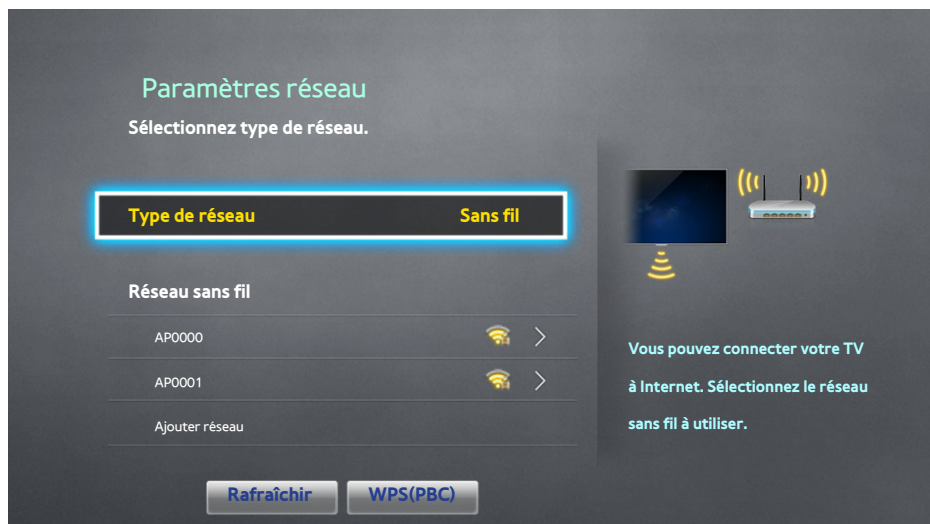 Paramètres réseau
Sélectionnez type de réseau.
Type de réseau Sans fil
Réseau sans fil
AP0000
AP0001
Ajouter réseau
Rafraîchir WPS(PBC)
Vous pouvez connecter votre TV
à Internet. Sélectionnez le réseau
sans fil à utiliser.